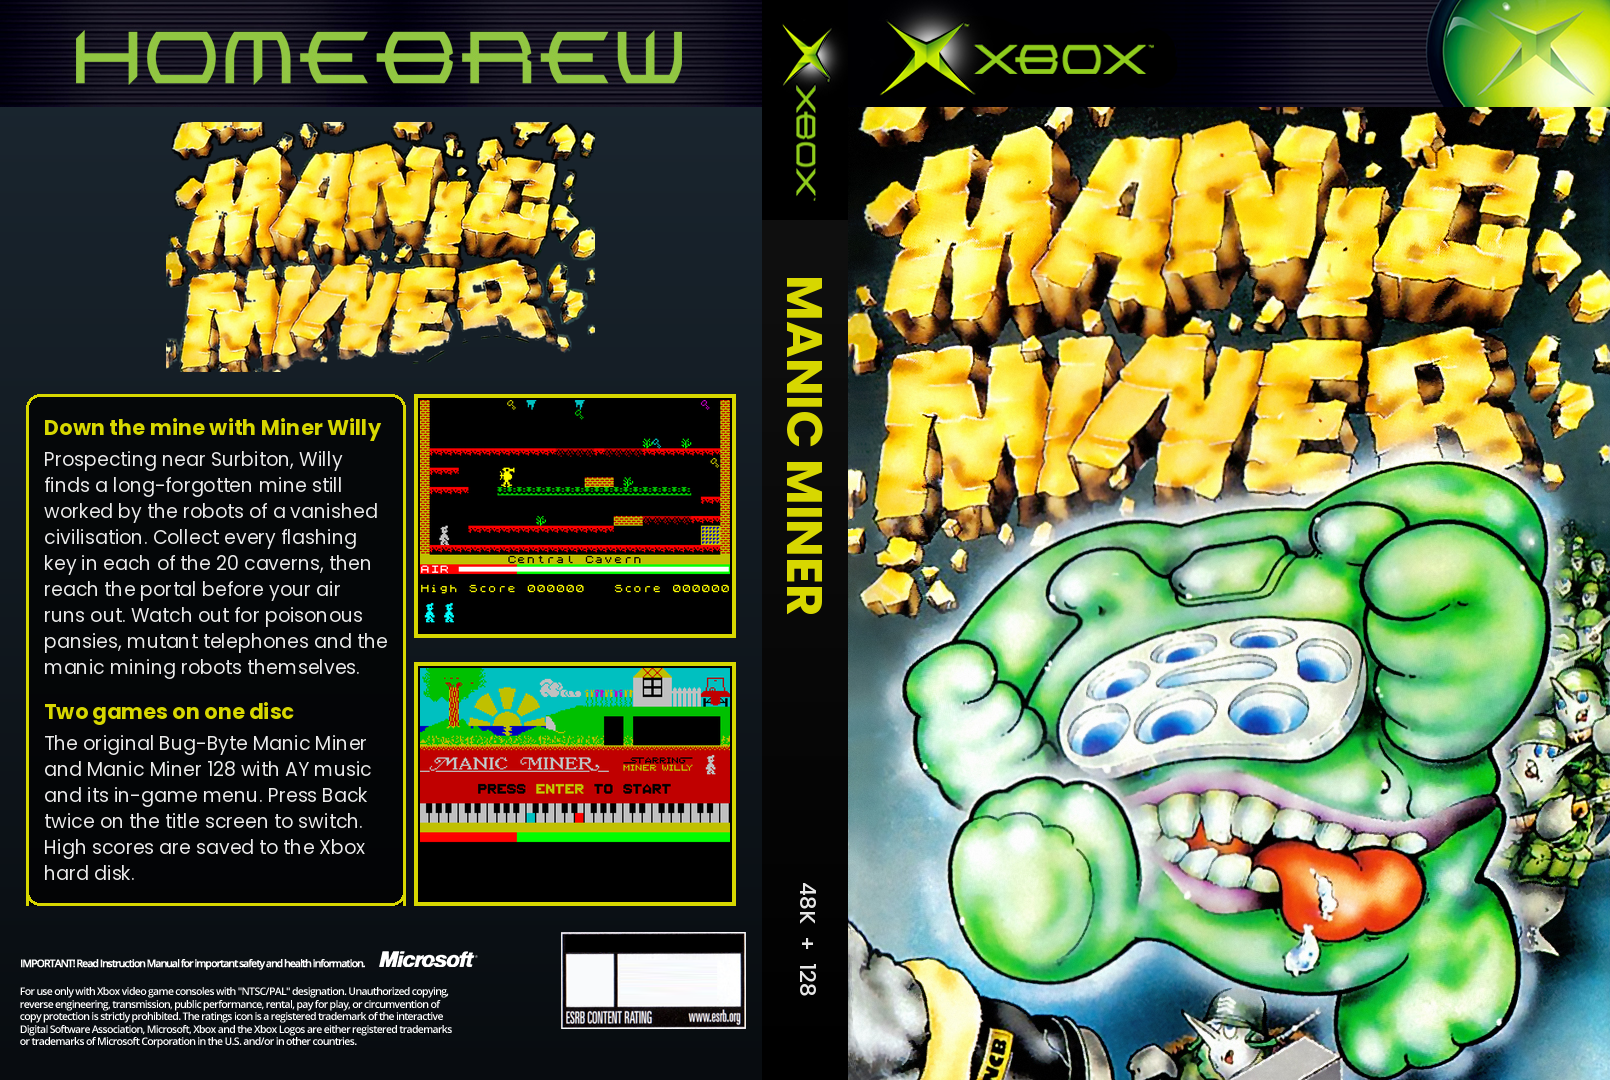 HOMEBREW
MANIC
MINER
Down the mine with Miner Willy
Prospecting near Surbiton, Willy
finds a long-forgotten mine still
worked by the robots of a vanished
civilisation. Collect every flashing
key in each of the 20 caverns, then
reach the portal before your air
runs out. Watch out for poisonous
pansies, mutant telephones and the
manic mining robots themselves.
Two games on one disc
The original Bug-Byte Manic Miner
and Manic Miner 128 with AY music
and its in-game menu. Press Back
twice on the title screen to switch.
High scores are saved to the Xbox
hard disk.
Central Cavern
AIR
High Score 000000 Score 000000
MANIC MINER
STARRING
MINER WILLY
PRESS ENTER TO START
IMPORTANT! Read Instruction Manual for important safety and health information.
Microsoft
For use only with Xbox video game consoles with "NTSC/PAL" designation. Unauthorized copying,
reverse engineering, transmission, public performance, rental, pay for play, or circumvention of
copy protection is strictly prohibited. The ratings icon is a registered trademark of the interactive
Digital Software Association, Microsoft, Xbox and the Xbox Logos are either registered trademarks
or trademarks of Microsoft Corporation in the U.S. and/or in other countries.
ESRB CONTENT RATING www.esrb.org
XBOX
MANIC MINER
48K + 128
XBOX™
MANIC
MINER
NCB